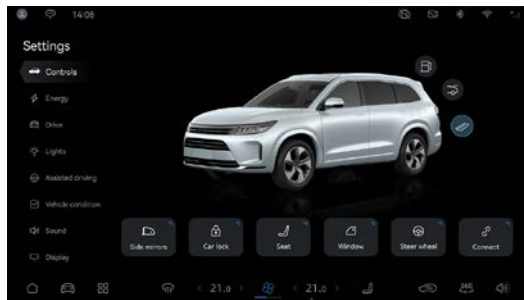 14:08
Settings
Controls
Energy
Drive
Lights
Assisted driving
Vehicle condition
Sound
Display
Side mirrors
Car lock
Seat
Window
Steer wheel
Connect
< 21.0 >
< 21.0 >
360